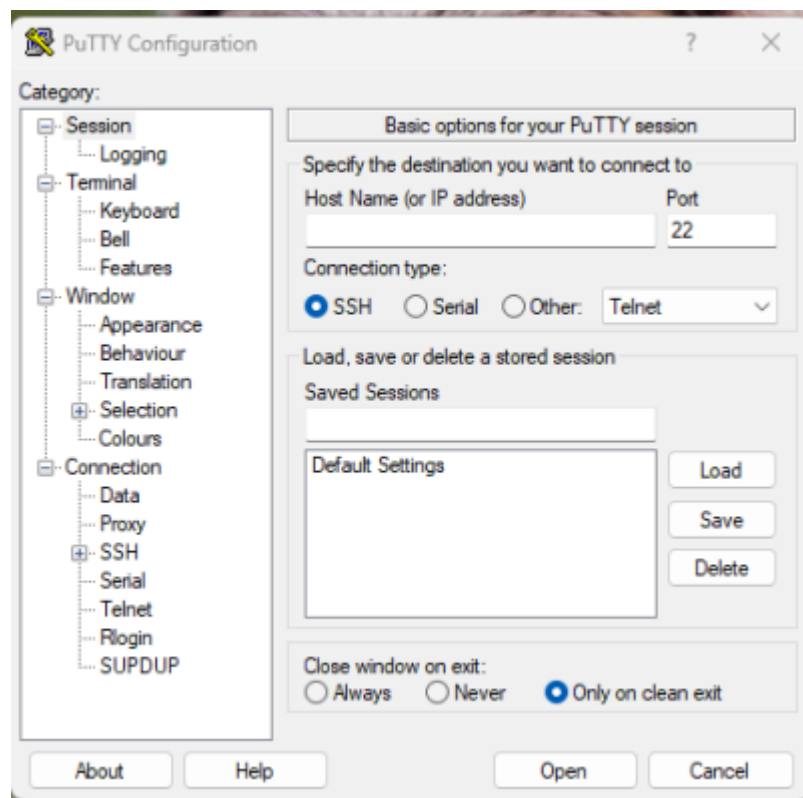 PuTTY Configuration
?
Category:
Session
Logging
Terminal
Keyboard
Bell
Features
Window
Appearance
Behaviour
Translation
Selection
Colours
Connection
Data
Proxy
SSH
Serial
Telnet
Rlogin
SUPDUP
Basic options for your PuTTY session
Specify the destination you want to connect to
Host Name (or IP address) Port
22
Connection type:
SSH Serial Other: Telnet
Load, save or delete a stored session
Saved Sessions
Default Settings
Load
Save
Delete
Close window on exit:
Always Never Only on clean exit
About Help Open Cancel